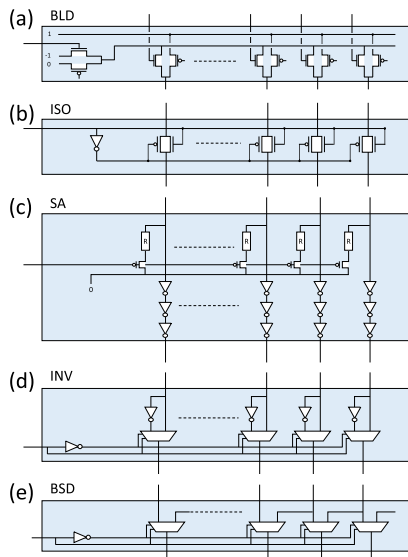 (a) BLD
1
-1
0
(b) ISO
(c) SA
R R R R
0
(d) INV
(e) BSD